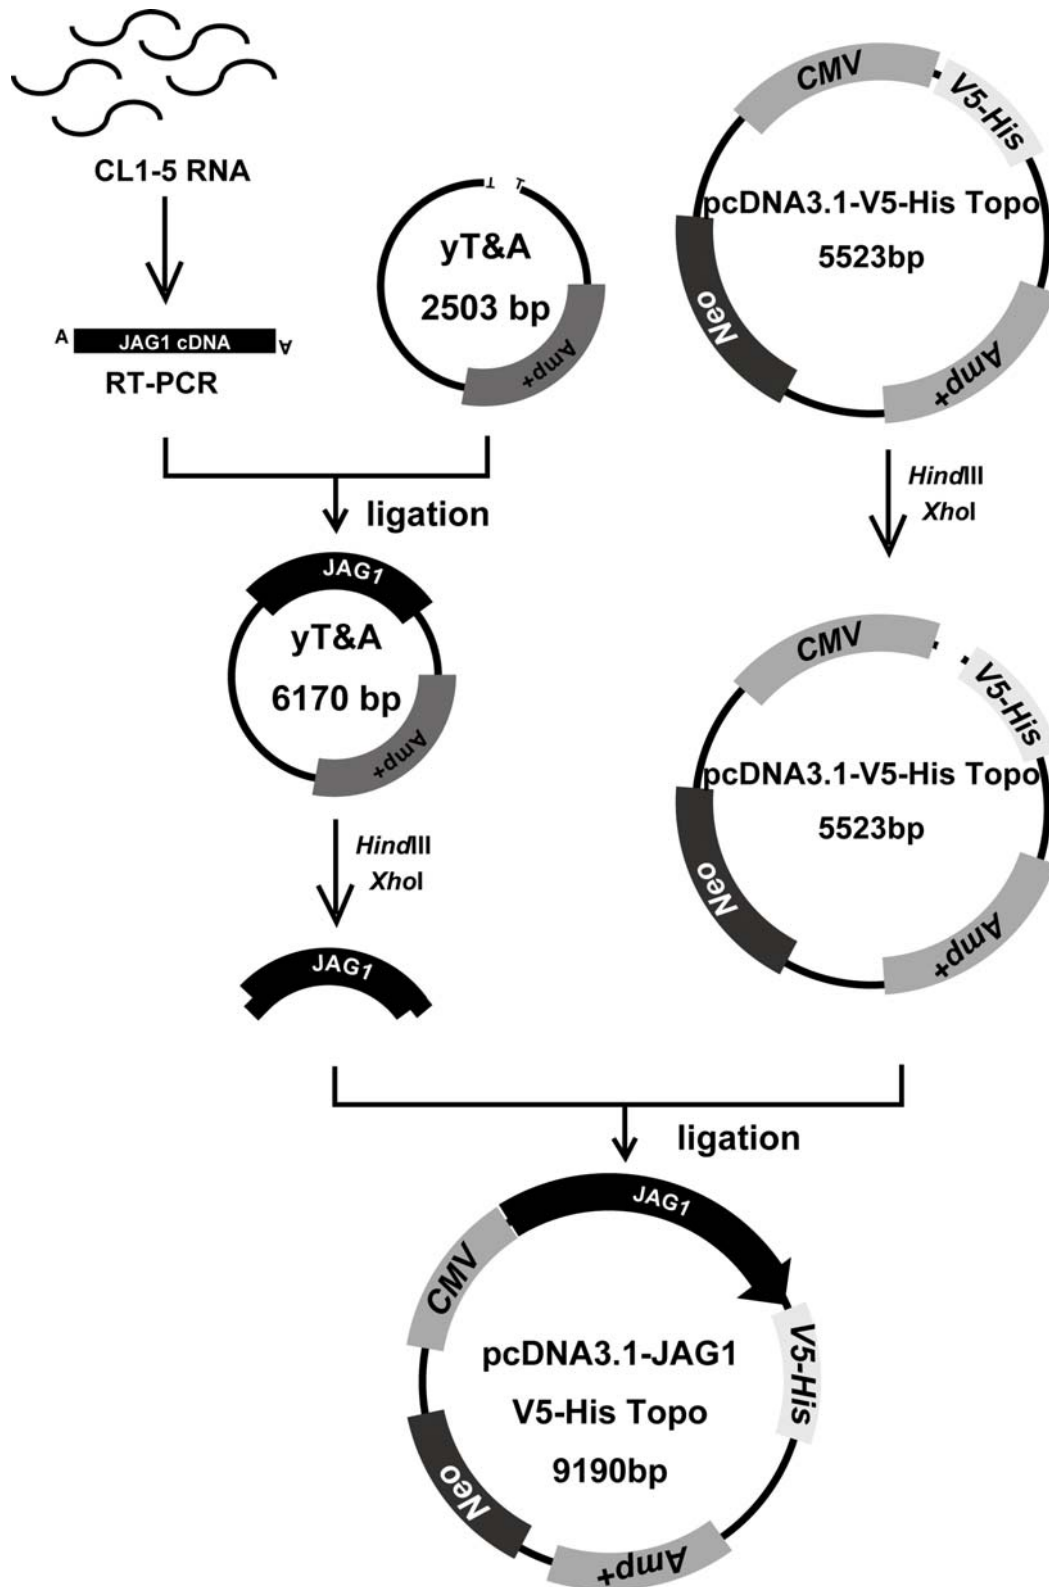 CL1-5 RNA
A JAG1 cDNA A
RT-PCR
T T
yT&A
2503 bp
Amp+
CMV
V5-His
pcDNA3.1-V5-His Topo
5523bp
Neo
Amp+
HindIII
XhoI
ligation
JAG1
yT&A
6170 bp
Amp+
HindIII
XhoI
JAG1
CMV
V5-His
pcDNA3.1-V5-His Topo
5523bp
Neo
Amp+
ligation
JAG1
CMV
V5-His
pcDNA3.1-JAG1
V5-His Topo
9190bp
Neo
Amp+